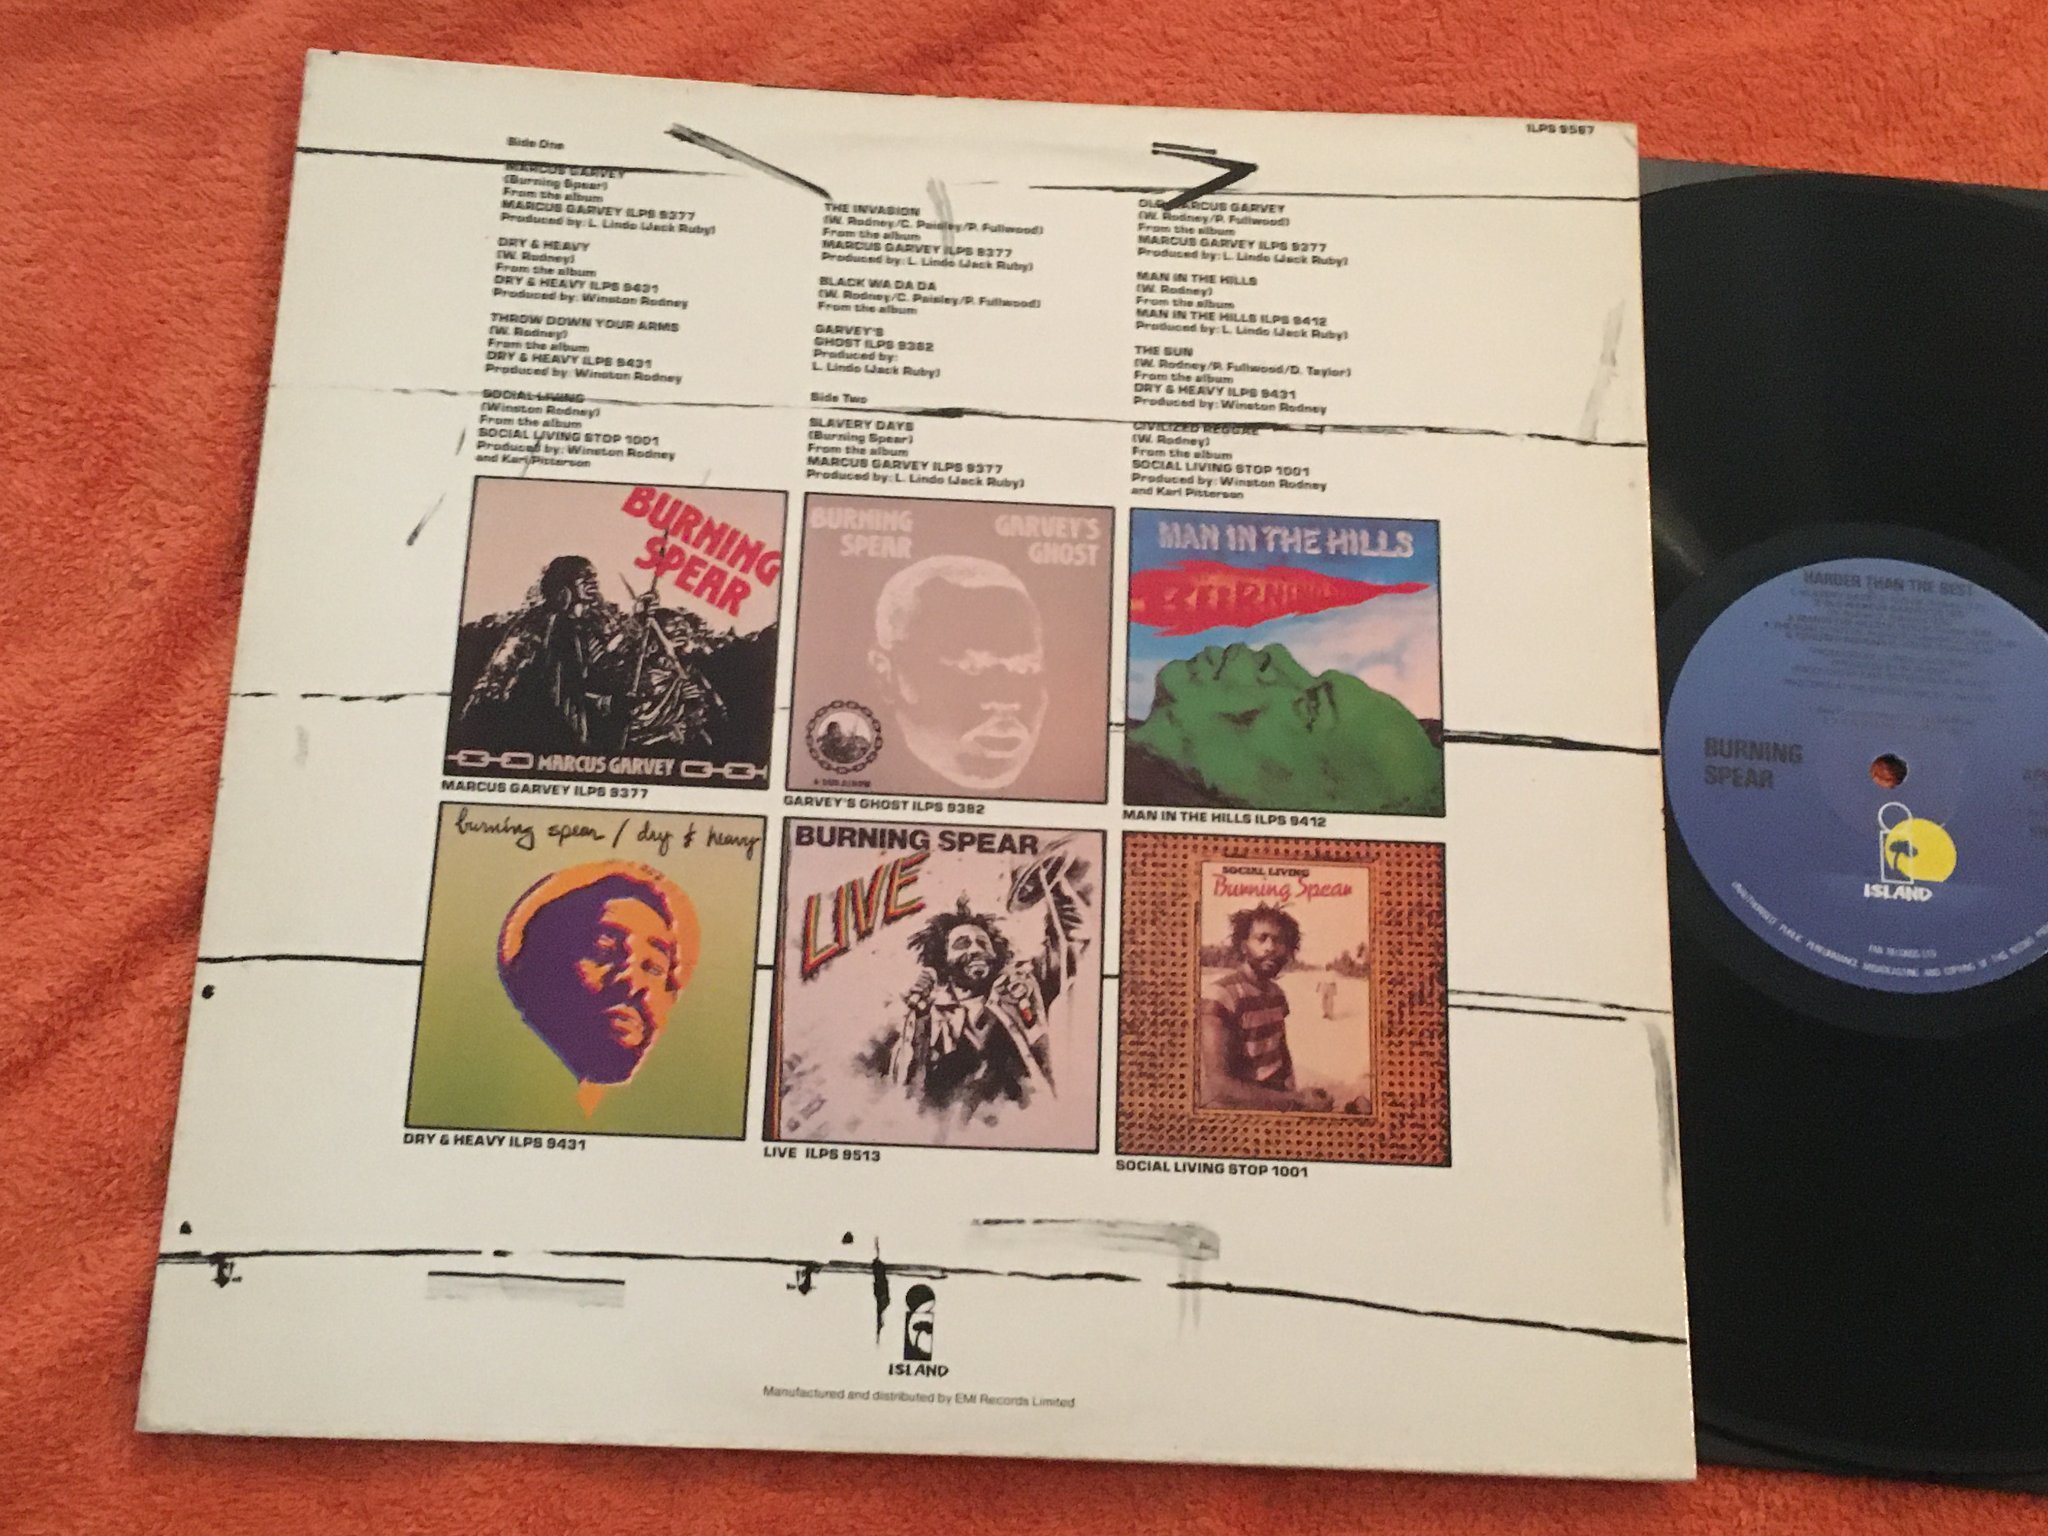 ILPS 9567
Side One
MARCUS GARVEY
(Burning Spear)
From the album
MARCUS GARVEY ILPS 9377
Produced by: L. Lindo (Jack Ruby)
DRY & HEAVY
(W. Rodney)
From the album
DRY & HEAVY ILPS 9431
Produced by: Winston Rodney
THROW DOWN YOUR ARMS
(W. Rodney)
From the album
DRY & HEAVY ILPS 9431
Produced by: Winston Rodney
SOCIAL LIVING
(Winston Rodney)
From the album
SOCIAL LIVING STOP 1001
Produced by: Winston Rodney
and Karl Pitterson
THE INVASION
(W. Rodney/C. Paisley/P. Fullwood)
From the album
MARCUS GARVEY ILPS 9377
Produced by: L. Lindo (Jack Ruby)
BLACK WA DA DA
(W. Rodney/C. Paisley/P. Fullwood)
From the album
GARVEY'S
GHOST ILPS 9382
Produced by:
L. Lindo (Jack Ruby)
Side Two
SLAVERY DAYS
(Burning Spear)
From the album
MARCUS GARVEY ILPS 9377
Produced by: L. Lindo (Jack Ruby)
OLD MARCUS GARVEY
(W. Rodney/P. Fullwood)
From the album
MARCUS GARVEY ILPS 9377
Produced by: L. Lindo (Jack Ruby)
MAN IN THE HILLS
(W. Rodney)
From the album
MAN IN THE HILLS ILPS 9412
Produced by: L. Lindo (Jack Ruby)
THE SUN
(W. Rodney/P. Fullwood/D. Taylor)
From the album
DRY & HEAVY ILPS 9431
Produced by: Winston Rodney
CIVILIZED REGGAE
(W. Rodney)
From the album
SOCIAL LIVING STOP 1001
Produced by: Winston Rodney
and Karl Pitterson
BURNING
SPEAR
MARCUS GARVEY
MARCUS GARVEY ILPS 9377
BURNING
SPEAR
GARVEY'S
GHOST
GARVEY'S GHOST ILPS 9382
MAN IN THE HILLS
MAN IN THE HILLS ILPS 9412
burning spear / dry & heavy
DRY & HEAVY ILPS 9431
BURNING SPEAR
LIVE
LIVE ILPS 9513
SOCIAL LIVING
Burning Spear
SOCIAL LIVING STOP 1001
ISLAND
Manufactured and distributed by EMI Records Limited
HARDER THAN THE BEST
BURNING
SPEAR
ISLAND
UNAUTHORISED PUBLIC PERFORMANCE BROADCASTING AND COPYING OF THIS RECORD